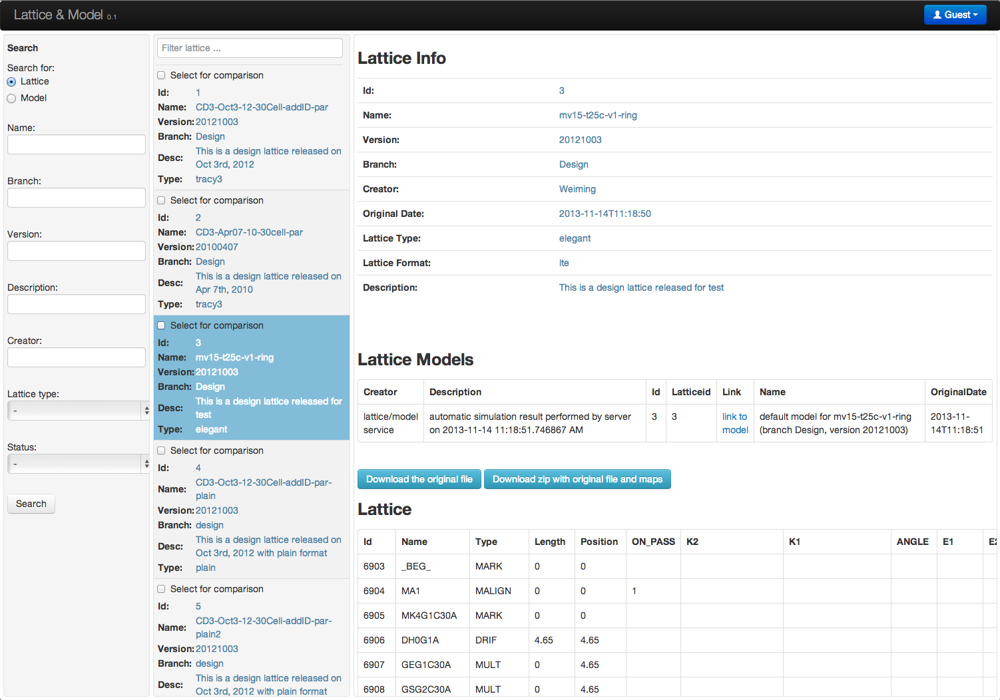 Lattice & Model 0.1
Guest
Search
Search for:
Lattice
Model
Name:
Branch:
Version:
Description:
Creator:
Lattice type:
-
Status:
-
Search
Filter lattice ...
Select for comparison
Id: 1
Name: CD3-Oct3-12-30Cell-addID-par
Version: 20121003
Branch: Design
Desc: This is a design lattice released on
Oct 3rd, 2012
Type: tracy3
Select for comparison
Id: 2
Name: CD3-Apr07-10-30cell-par
Version: 20100407
Branch: Design
Desc: This is a design lattice released on
Apr 7th, 2010
Type: tracy3
Select for comparison
Id: 3
Name: mv15-t25c-v1-ring
Version: 20121003
Branch: Design
Desc: This is a design lattice released for
test
Type: elegant
Select for comparison
Id: 4
Name: CD3-Oct3-12-30Cell-addID-par-
plain
Version: 20121003
Branch: design
Desc: This is a design lattice released on
Oct 3rd, 2012 with plain format
Type: plain
Select for comparison
Id: 5
Name: CD3-Oct3-12-30Cell-addID-par-
plain2
Version: 20121003
Branch: design
Desc: This is a design lattice released on
Oct 3rd, 2012 with plain format
Lattice Info
Id: 3
Name: mv15-t25c-v1-ring
Version: 20121003
Branch: Design
Creator: Weiming
Original Date: 2013-11-14T11:18:50
Lattice Type: elegant
Lattice Format: lte
Description: This is a design lattice released for test
Lattice Models
Creator Description Id Latticeid Link Name OriginalDate
lattice/model automatic simulation result performed by server 3 3 link to default model for mv15-t25c-v1-ring 2013-11-
service on 2013-11-14 11:18:51.746867 AM model (branch Design, version 20121003) 14T11:18:51
Download the original file Download zip with original file and maps
Lattice
Id Name Type Length Position ON_PASS K2 K1 ANGLE E1 E2
6903 _BEG_ MARK 0 0
6904 MA1 MALIGN 0 0 1
6905 MK4G1C30A MARK 0 0
6906 DH0G1A DRIF 4.65 4.65
6907 GEG1C30A MULT 0 4.65
6908 GSG2C30A MULT 0 4.65